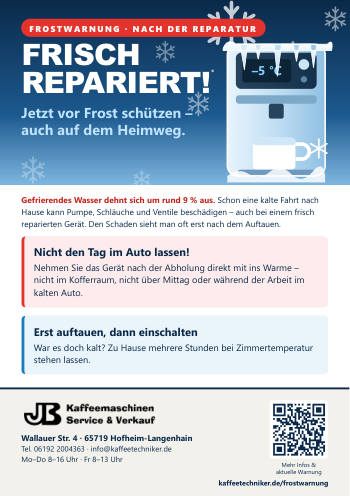 FROSTWARNUNG · NACH DER REPARATUR
FRISCH
REPARIERT!
−5 °C
Jetzt vor Frost schützen –
auch auf dem Heimweg.
Gefrierendes Wasser dehnt sich um rund 9 % aus. Schon eine kalte Fahrt nach
Hause kann Pumpe, Schläuche und Ventile beschädigen – auch bei einem frisch
reparierten Gerät. Den Schaden sieht man oft erst nach dem Auftauen.
Nicht den Tag im Auto lassen!
Nehmen Sie das Gerät nach der Abholung direkt mit ins Warme –
nicht im Kofferraum, nicht über Mittag oder während der Arbeit im
kalten Auto.
Erst auftauen, dann einschalten
War es doch kalt? Zu Hause mehrere Stunden bei Zimmertemperatur
stehen lassen.
JB Kaffeemaschinen
Service & Verkauf
Wallauer Str. 4 · 65719 Hofheim-Langenhain
Tel. 06192 2004363 · info@kaffeetechniker.de
Mo–Do 8–16 Uhr · Fr 8–13 Uhr
Mehr Infos &
aktuelle Warnung
kaffeetechniker.de/frostwarnung